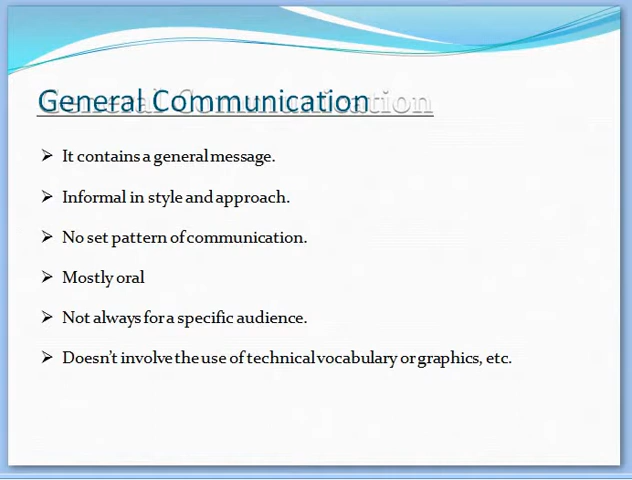 General Communication
It contains a general message.
Informal in style and approach.
No set pattern of communication.
Mostly oral
Not always for a specific audience.
Doesn't involve the use of technical vocabulary or graphics, etc.